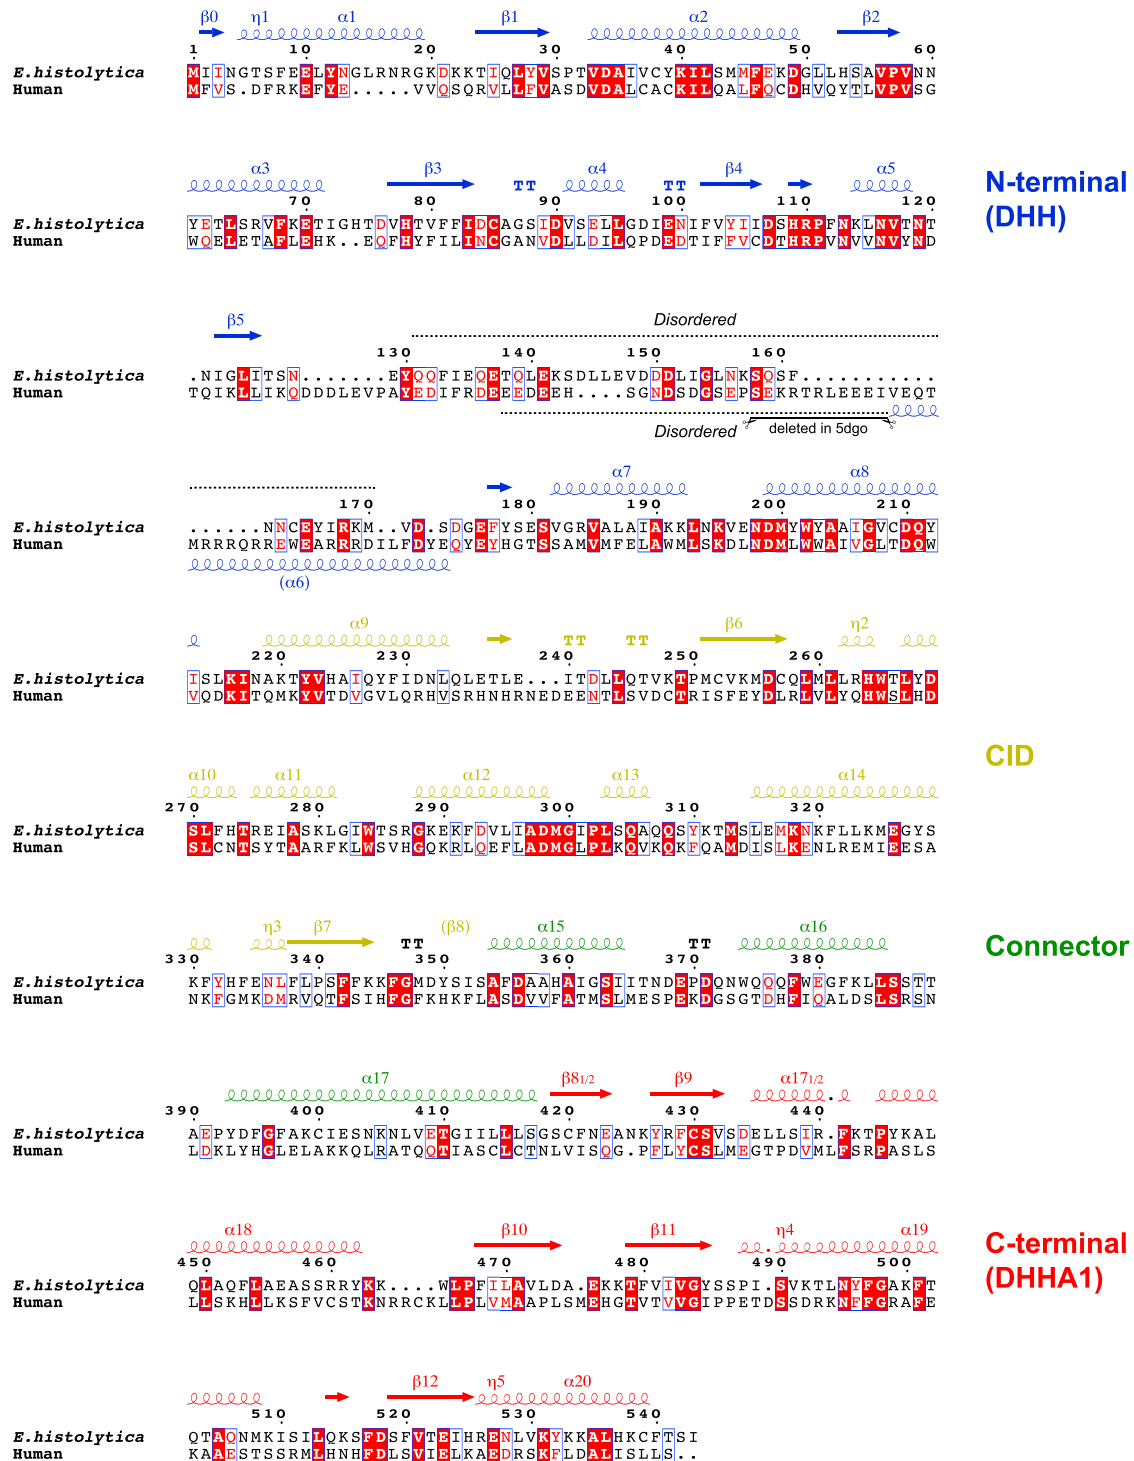 β0 η1 α1 β1 α2 β2
1 10 20 30 40 50 60
E.histolytica MIINGTSFEELYNGLRNRGKDKKTIQLYVSPTVDAIVCYKILSMMFEKDGLLHSAVPVNN
Human MFVS.DFRKEFYE.....VVQSQRVLLFVASDVDALCACKILQALFQCDHVQYTLVPVSG
α3 β3 TT α4 TT β4 α5
70 80 90 100 110 120
E.histolytica YETLSRVFKETIGHTDVHTVFFIDCAGSIDVSELLGDIENIFVYIIDSHRPFNKLNVTNT
Human WQELETAFLEHK..EQFHYFILINCGANVDLLDILQPDEDTIFFVCDTHRPVNVVNVYND
N-terminal
(DHH)
β5 Disordered
130 140 150 160
E.histolytica .NIGLITSN.......EYQQFIEQETQLEKSDLLEVDDDLIGLNKSQSF...........
Human TQIKLLIKQDDDLEVPAYEDIFRDEEEDEEH....SGNDSDGSEPSEKRTRLEEEIVEQT
Disordered deleted in 5dgo
α7 α8
170 180 190 200 210
E.histolytica ......NNCEYIRKM..VD.SDGEFYSESVGRVALAIAKKLNKVENDMYWYAAIGVCDQY
Human MRRRQRREWEARRRDILFDYEQYEYHGTSSAMVMFELAWMLSKDLNDMLWWAIVGLTDQW
(α6)
α9 TT TT β6 η2
220 230 240 250 260
E.histolytica ISLKINAKTYVHAIQYFIDNLQLETLE...ITDLLQTVKTPMCVKMDCQLMLLRHWTLYD
Human VQDKITQMKYVTDVGVLQRHVSRHNHRNEDEENTLSVDCTRISFEYDLRLVLYQHWSLHD
CID
α10 α11 α12 α13 α14
270 280 290 300 310 320
E.histolytica SLFHTREIASKLGIWTSRGKEKFDVLIADMGIPLSQAQQSYKTMSLEMKNKFLLKMEGYS
Human SLCNTSYTAARFKLWSVHGQKRLQEFLADMGLPLKQVKQKFQAMDISLKENLREMIEESA
η3 β7 TT (β8) α15 TT α16
330 340 350 360 370 380
E.histolytica KFYHFENLFLPSFFKKFGMDYSISAFDAAHAIGSIITNDEPDQNWQQQFWEGFKLLSSTT
Human NKFGMKDMRVQTFSIHFGFKHKFLASDVVFATMSLMESPEKDGSGTDHFIQALDSLSRSN
Connector
α17 β81/2 β9 α171/2
390 400 410 420 430 440
E.histolytica AEPYDFGFAKCIESNKNLVETGIILLLSGSCFNEANKYRFCSVSDELLSIR.FKTPYKAL
Human LDKLYHGLELAKKQLRATQQTIASCLCTNLVISQG.PFLYCSLMEGTPDVMLFSRPASLS
α18 β10 β11 η4 α19
450 460 470 480 490 500
E.histolytica QLAQFLAEASSRRYKK....WLPFILAVLDA.EKKTFVIVGYSSPI.SVKTLNYFGAKFT
Human LLSKHLLKSFVCSTKNRRCKLLPLVMAAPLSMEHGTVTVVGIPPETDSSDRKNFFGRAFE
C-terminal
(DHHA1)
β12 η5 α20
510 520 530 540
E.histolytica QTAQNMKISILQKSFDSFVTEIHRENLVKYKKALHKCFTSI
Human KAAESTSSRMLHNHFDLSVIELKAEDRSKFLDALISLLS..